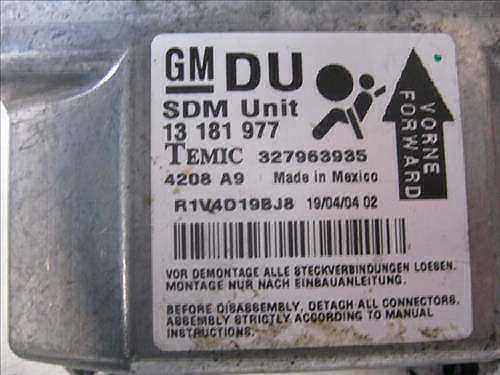 GM DU
SDM Unit
13 181 977
TEMIC 327963935
4208 A9 Made in Mexico
R1V4D19BJ8 19/04/04 02
VORNE
FORWARD
VOR DEMONTAGE ALLE STECKVERBINDUNGEN LOESEN.
MONTAGE NUR NACH EINBAUANLEITUNG.
BEFORE DISASSEMBLY, DETACH ALL CONNECTORS.
ASSEMBLY STRICTLY ACCORDING TO MANUAL
INSTRUCTIONS.